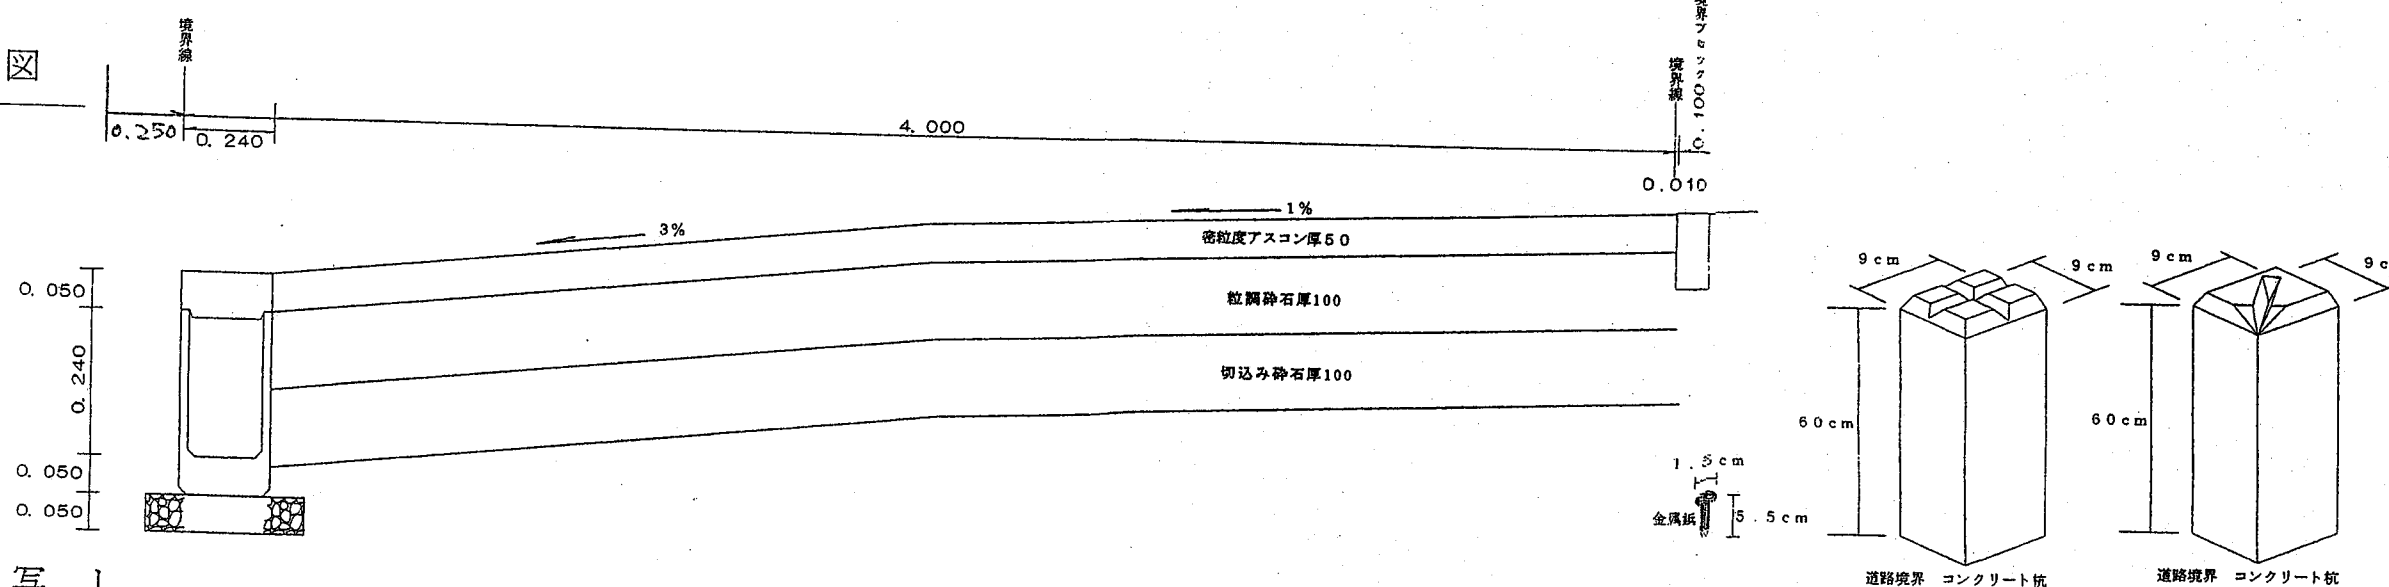 図
境界線
0.250
0.240
4.000
境界線
界ブロック0.100
0.010
3%
1%
密粒度アスコン厚50
粒調砕石厚100
切込み砕石厚100
0.050
0.240
0.050
0.050
1.5cm
金属鋲
5.5cm
9cm
9cm
60cm
道路境界 コンクリート杭
9cm
9c
60cm
道路境界 コンクリート杭
写